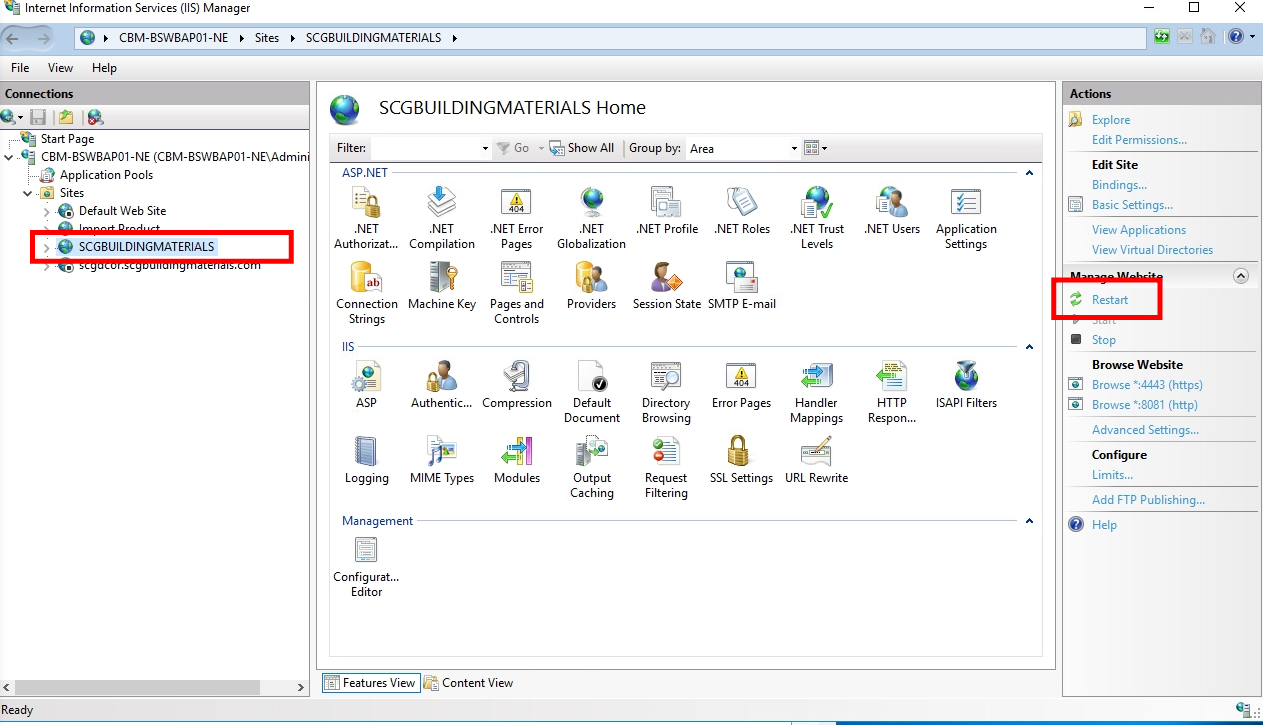 Internet Information Services (IIS) Manager
CBM-BSWBAP01-NE Sites SCGBUILDINGMATERIALS
File View Help
Connections
Start Page
CBM-BSWBAP01-NE (CBM-BSWBAP01-NE\Admini
Application Pools
Sites
Default Web Site
Import Product
SCGBUILDINGMATERIALS
scgdcor.scgbuildingmaterials.com
SCGBUILDINGMATERIALS Home
Filter: Go Show All Group by: Area
ASP.NET
.NET Authorizat...
.NET Compilation
.NET Error Pages
.NET Globalization
.NET Profile
.NET Roles
.NET Trust Levels
.NET Users
Application Settings
Connection Strings
Machine Key
Pages and Controls
Providers
Session State
SMTP E-mail
IIS
ASP
Authentic...
Compression
Default Document
Directory Browsing
Error Pages
Handler Mappings
HTTP Respon...
ISAPI Filters
Logging
MIME Types
Modules
Output Caching
Request Filtering
SSL Settings
URL Rewrite
Management
Configurat... Editor
Features View Content View
Actions
Explore
Edit Permissions...
Edit Site
Bindings...
Basic Settings...
View Applications
View Virtual Directories
Manage Website
Restart
Start
Stop
Browse Website
Browse *:4443 (https)
Browse *:8081 (http)
Advanced Settings...
Configure
Limits...
Add FTP Publishing...
Help
Ready